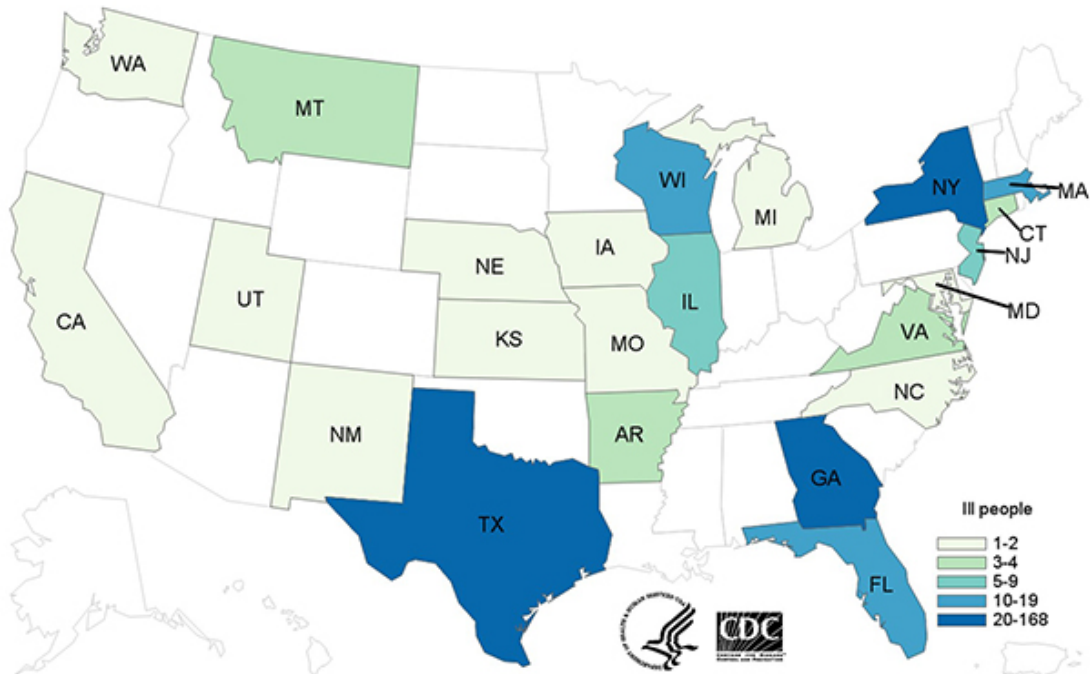 WA
MT
WI
NY
MA
MI
CT
NE
IA
NJ
UT
IL
MD
CA
KS
MO
VA
NC
NM
AR
GA
TX
Ill people
1-2
3-4
5-9
10-19
20-168
FL
CDC